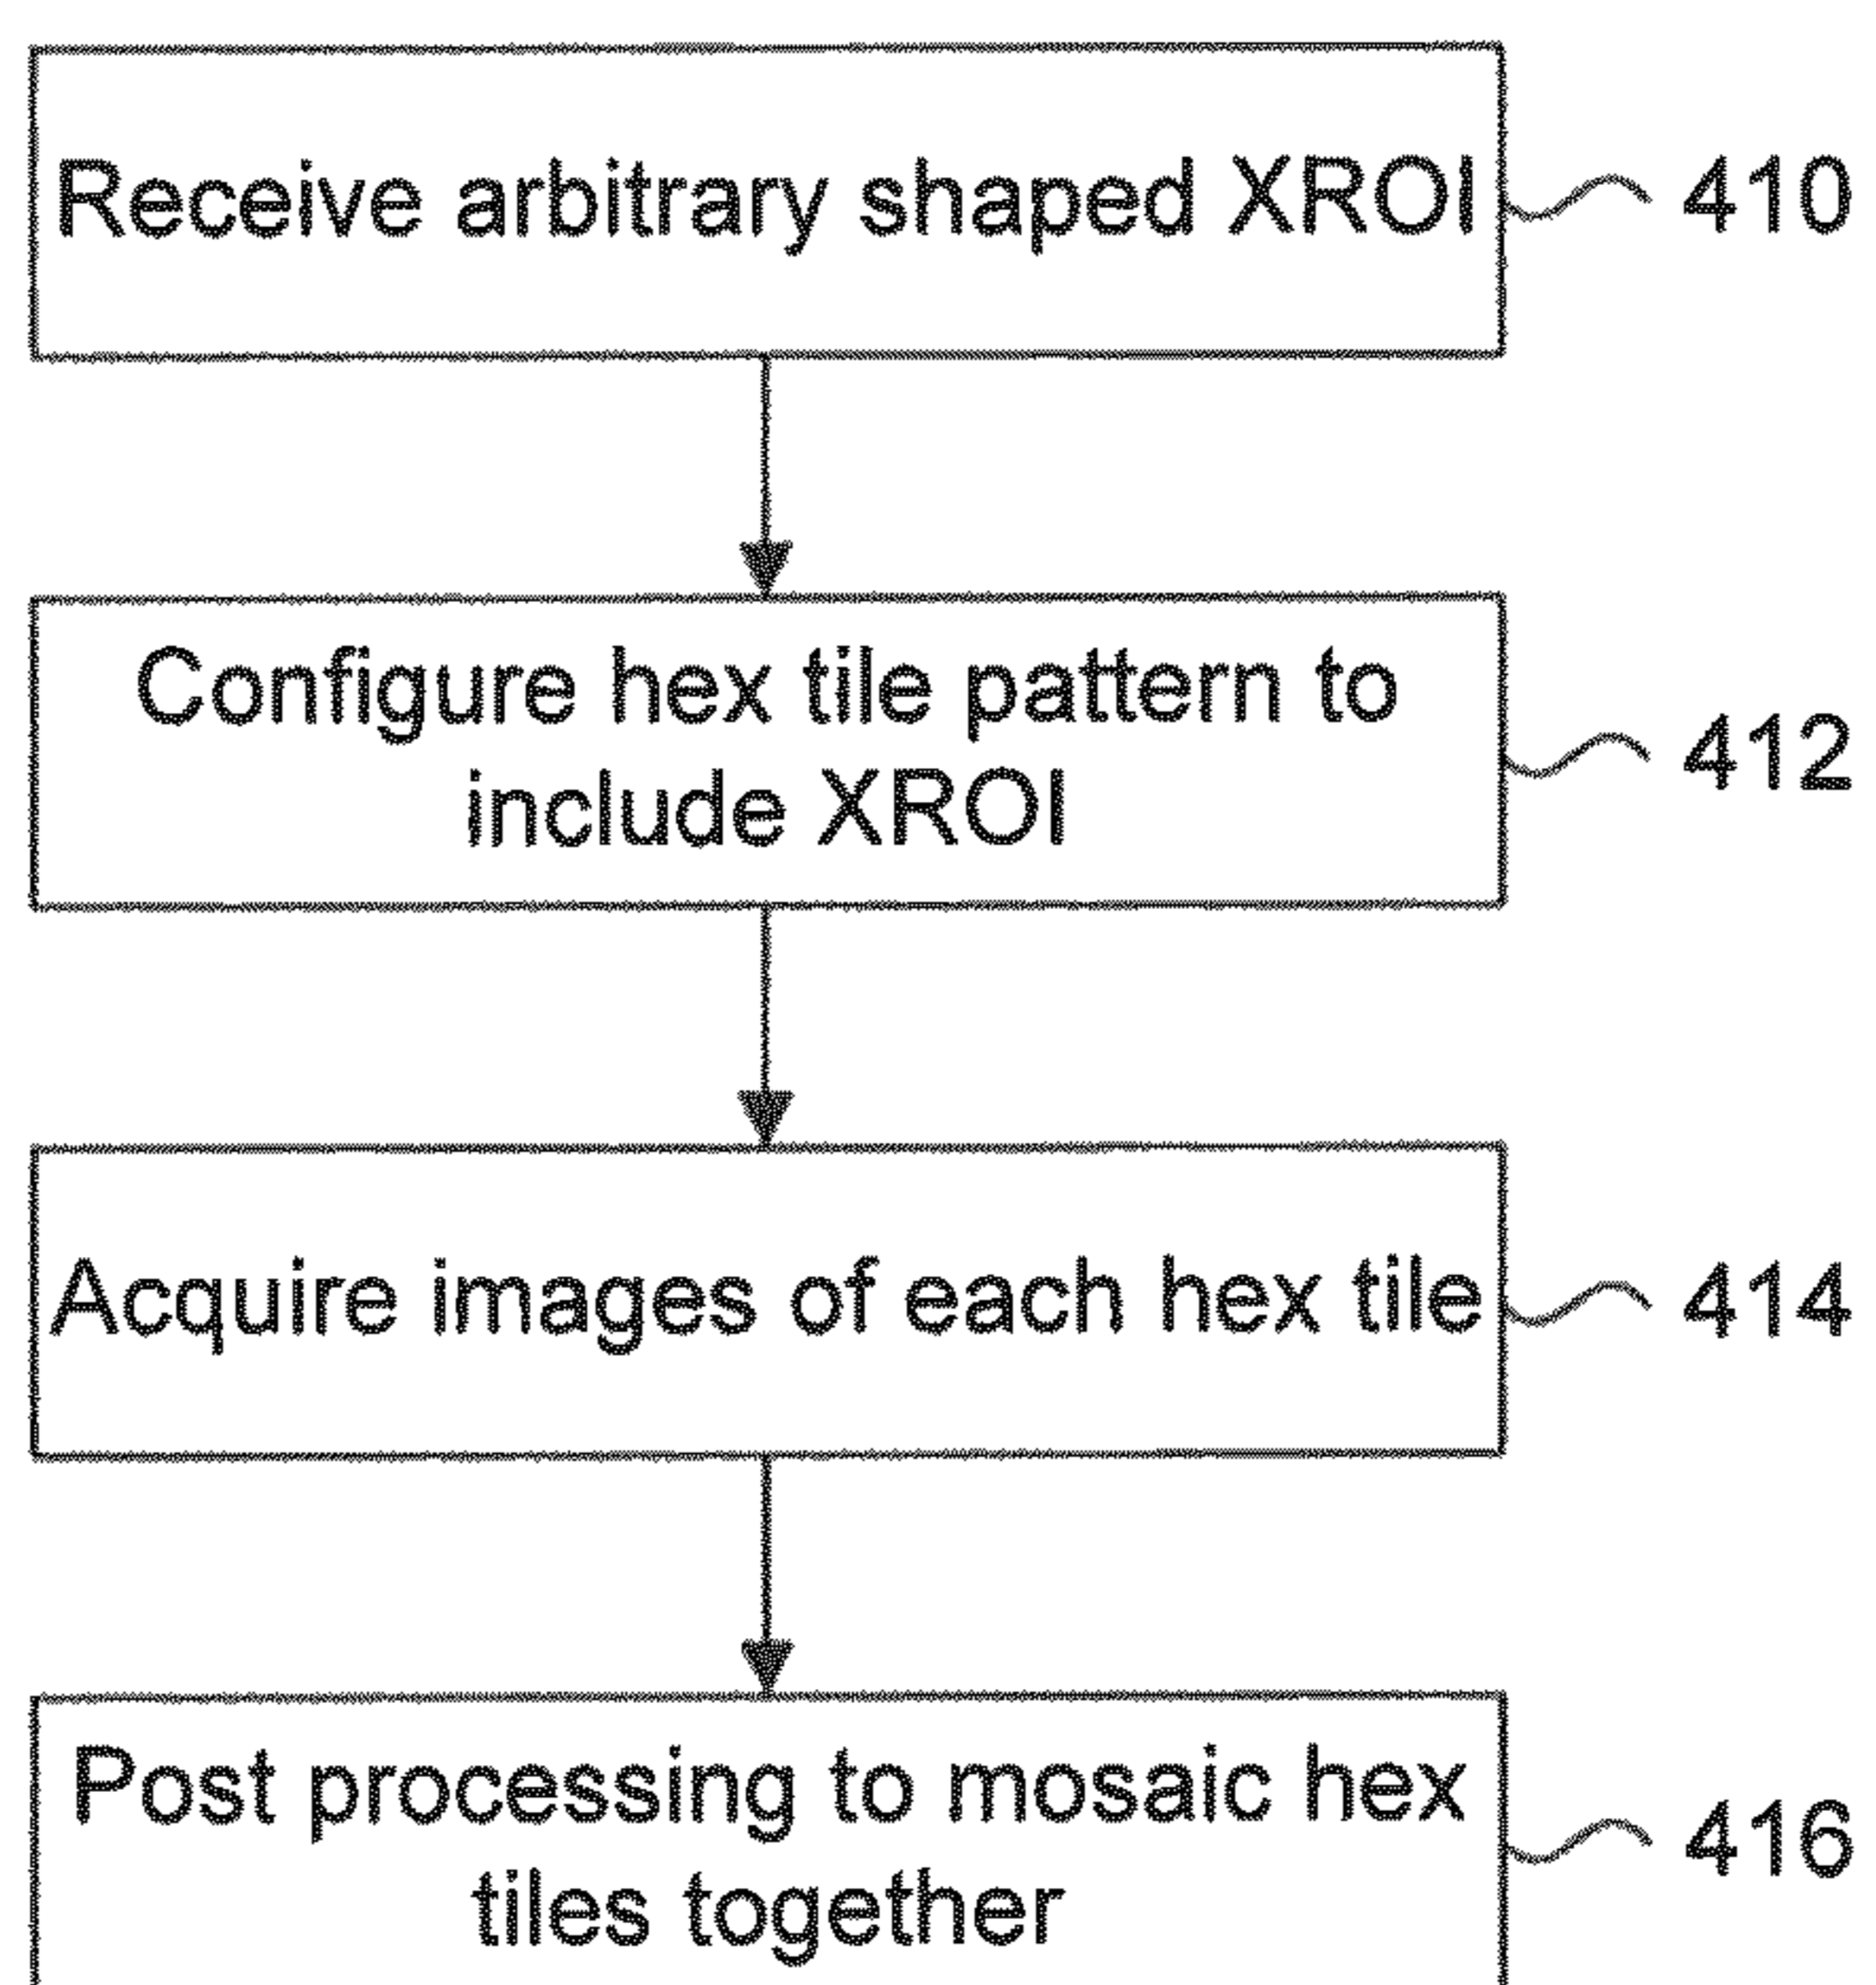 Receive arbitrary shaped XROI
410
Configure hex tile pattern to
include XROI
412
Acquire images of each hex tile
414
Post processing to mosaic hex
tiles together
416